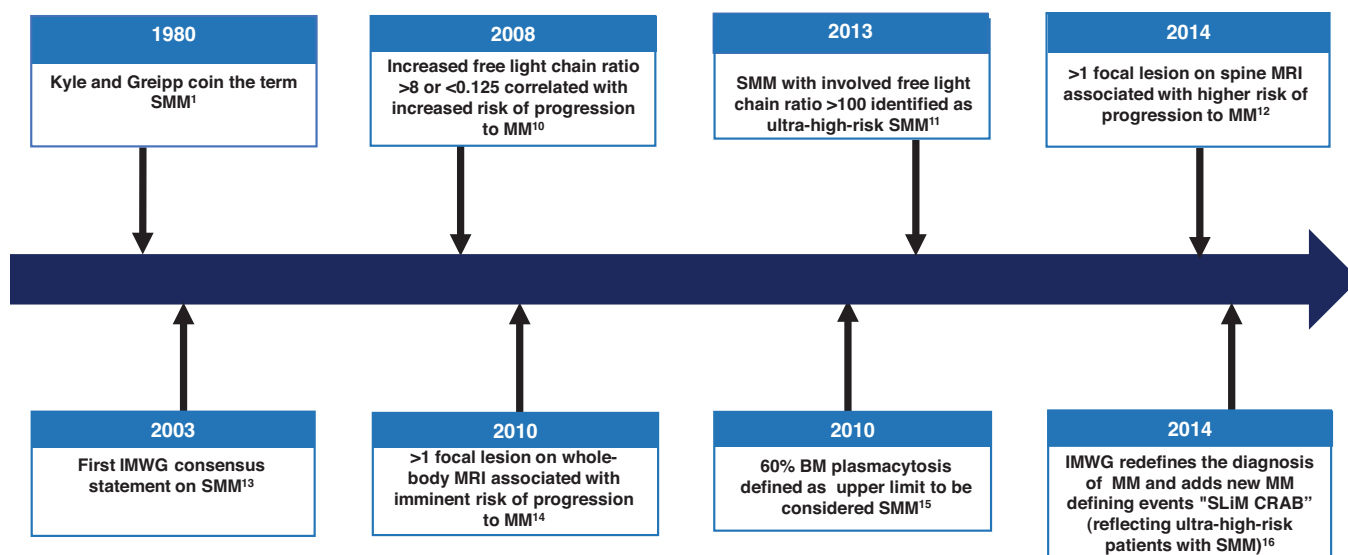 1980
Kyle and Greipp coin the term
SMM¹
2008
Increased free light chain ratio
>8 or <0.125 correlated with
increased risk of progression
to MM¹⁰
2013
SMM with involved free light
chain ratio >100 identified as
ultra-high-risk SMM¹¹
2014
>1 focal lesion on spine MRI
associated with higher risk of
progression to MM¹²
2003
First IMWG consensus
statement on SMM¹³
2010
>1 focal lesion on whole-
body MRI associated with
imminent risk of progression
to MM¹⁴
2010
60% BM plasmacytosis
defined as upper limit to be
considered SMM¹⁵
2014
IMWG redefines the diagnosis
of MM and adds new MM
defining events "SLiM CRAB”
(reflecting ultra-high-risk
patients with SMM)¹⁶